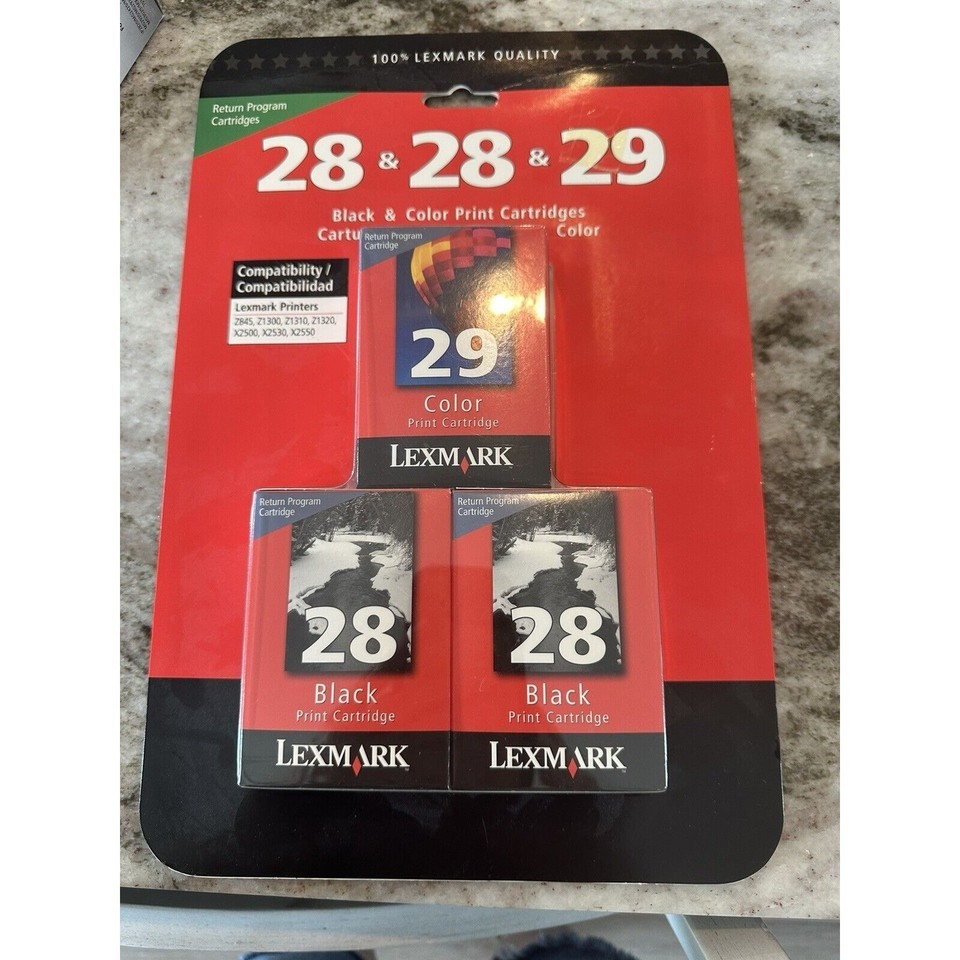 100% LEXMARK QUALITY
Return Program
Cartridges
28 & 28 & 29
Black & Color Print Cartridges
Cartu Color
Compatibility /
Compatibilidad
Lexmark Printers
Z845, Z1300, Z1310, Z1320,
X2500, X2530, X2550
Return Program
Cartridge
29
Color
Print Cartridge
LEXMARK
Return Program
Cartridge
28
Black
Print Cartridge
LEXMARK
Return Program
Cartridge
28
Black
Print Cartridge
LEXMARK